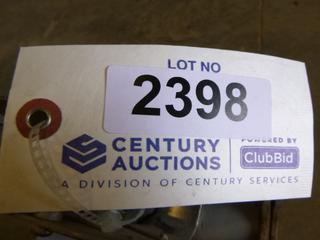 LOT NO
2398
CENTURY
AUCTIONS
POWERED BY
ClubBid
A DIVISION OF CENTURY SERVICES